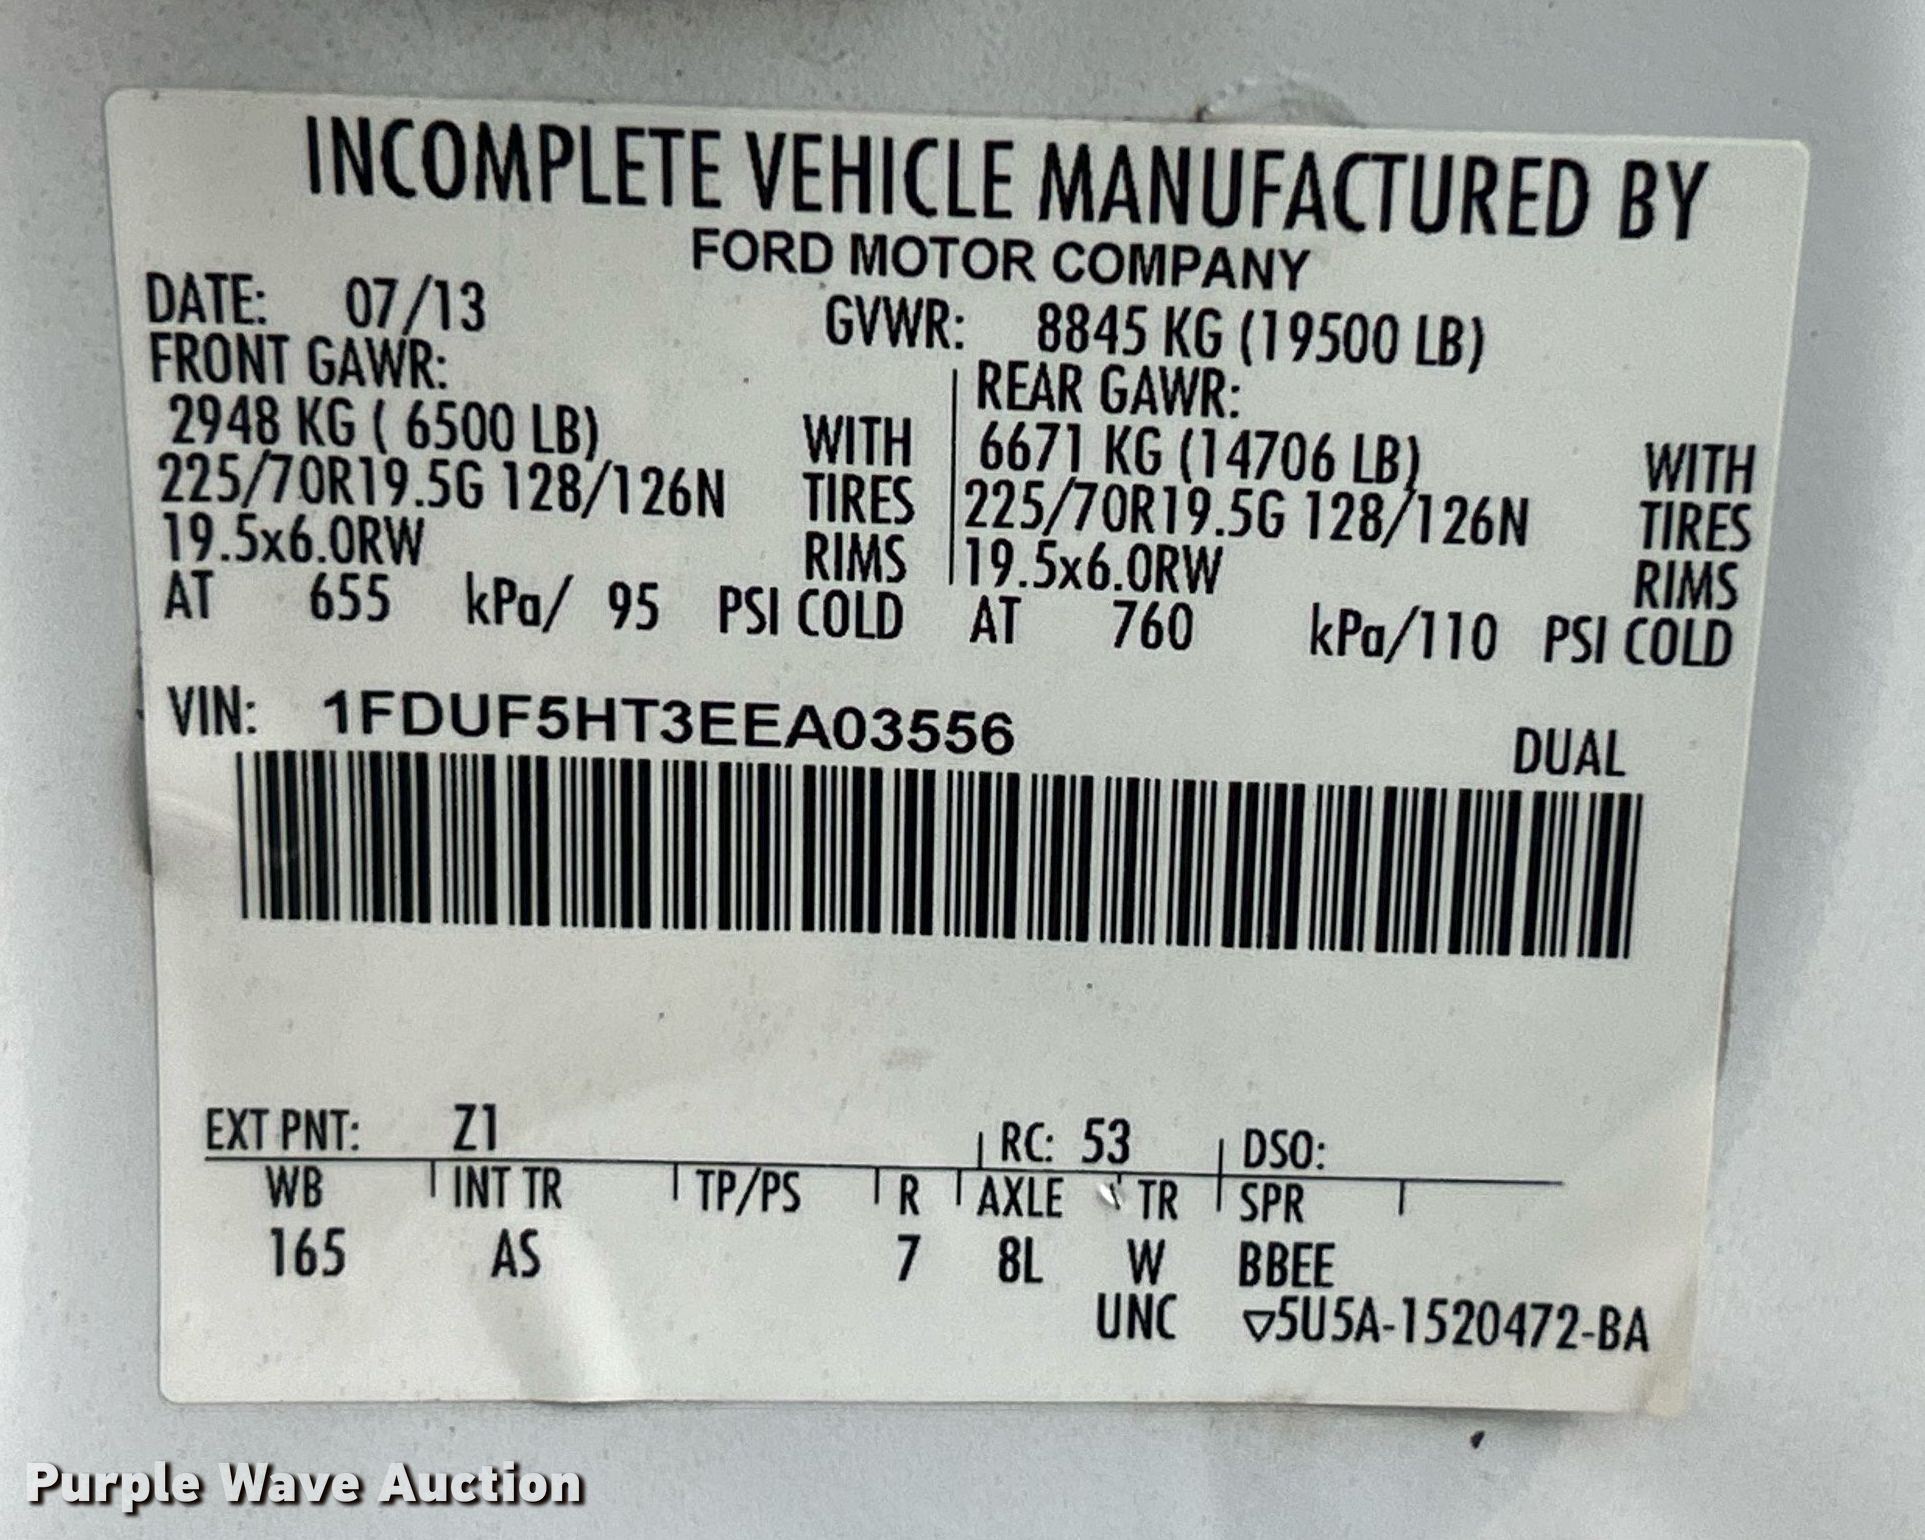 INCOMPLETE VEHICLE MANUFACTURED BY
FORD MOTOR COMPANY
DATE: 07/13 GVWR: 8845 KG (19500 LB)
FRONT GAWR: REAR GAWR:
2948 KG ( 6500 LB) WITH 6671 KG (14706 LB) WITH
225/70R19.5G 128/126N TIRES 225/70R19.5G 128/126N TIRES
19.5x6.0RW RIMS 19.5x6.0RW RIMS
AT 655 kPa/ 95 PSI COLD AT 760 kPa/110 PSI COLD
VIN: 1FDUF5HT3EEA03556 DUAL
EXT PNT: Z1 RC: 53 DSO:
WB INT TR TP/PS R AXLE TR SPR
165 AS 7 8L W BBEE
UNC ▽5U5A-1520472-BA
Purple Wave Auction